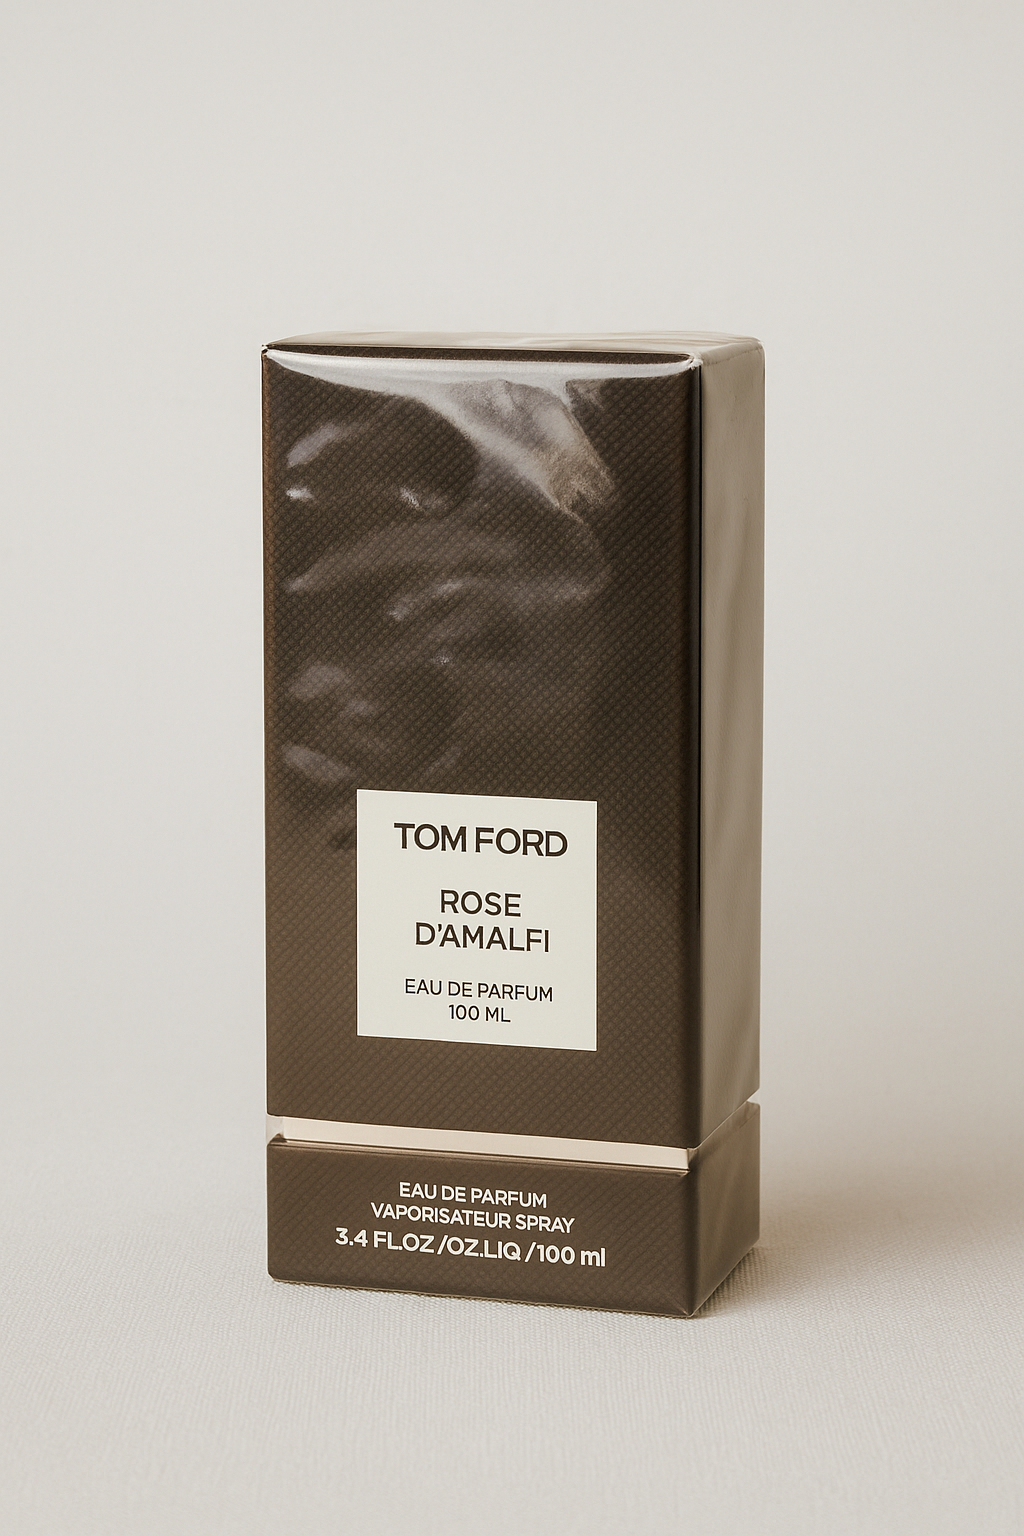 TOM FORD
ROSE
D'AMALFI
EAU DE PARFUM
100 ML
EAU DE PARFUM
VAPORISATEUR SPRAY
3.4 FL.OZ/OZ.LIQ/100 ml